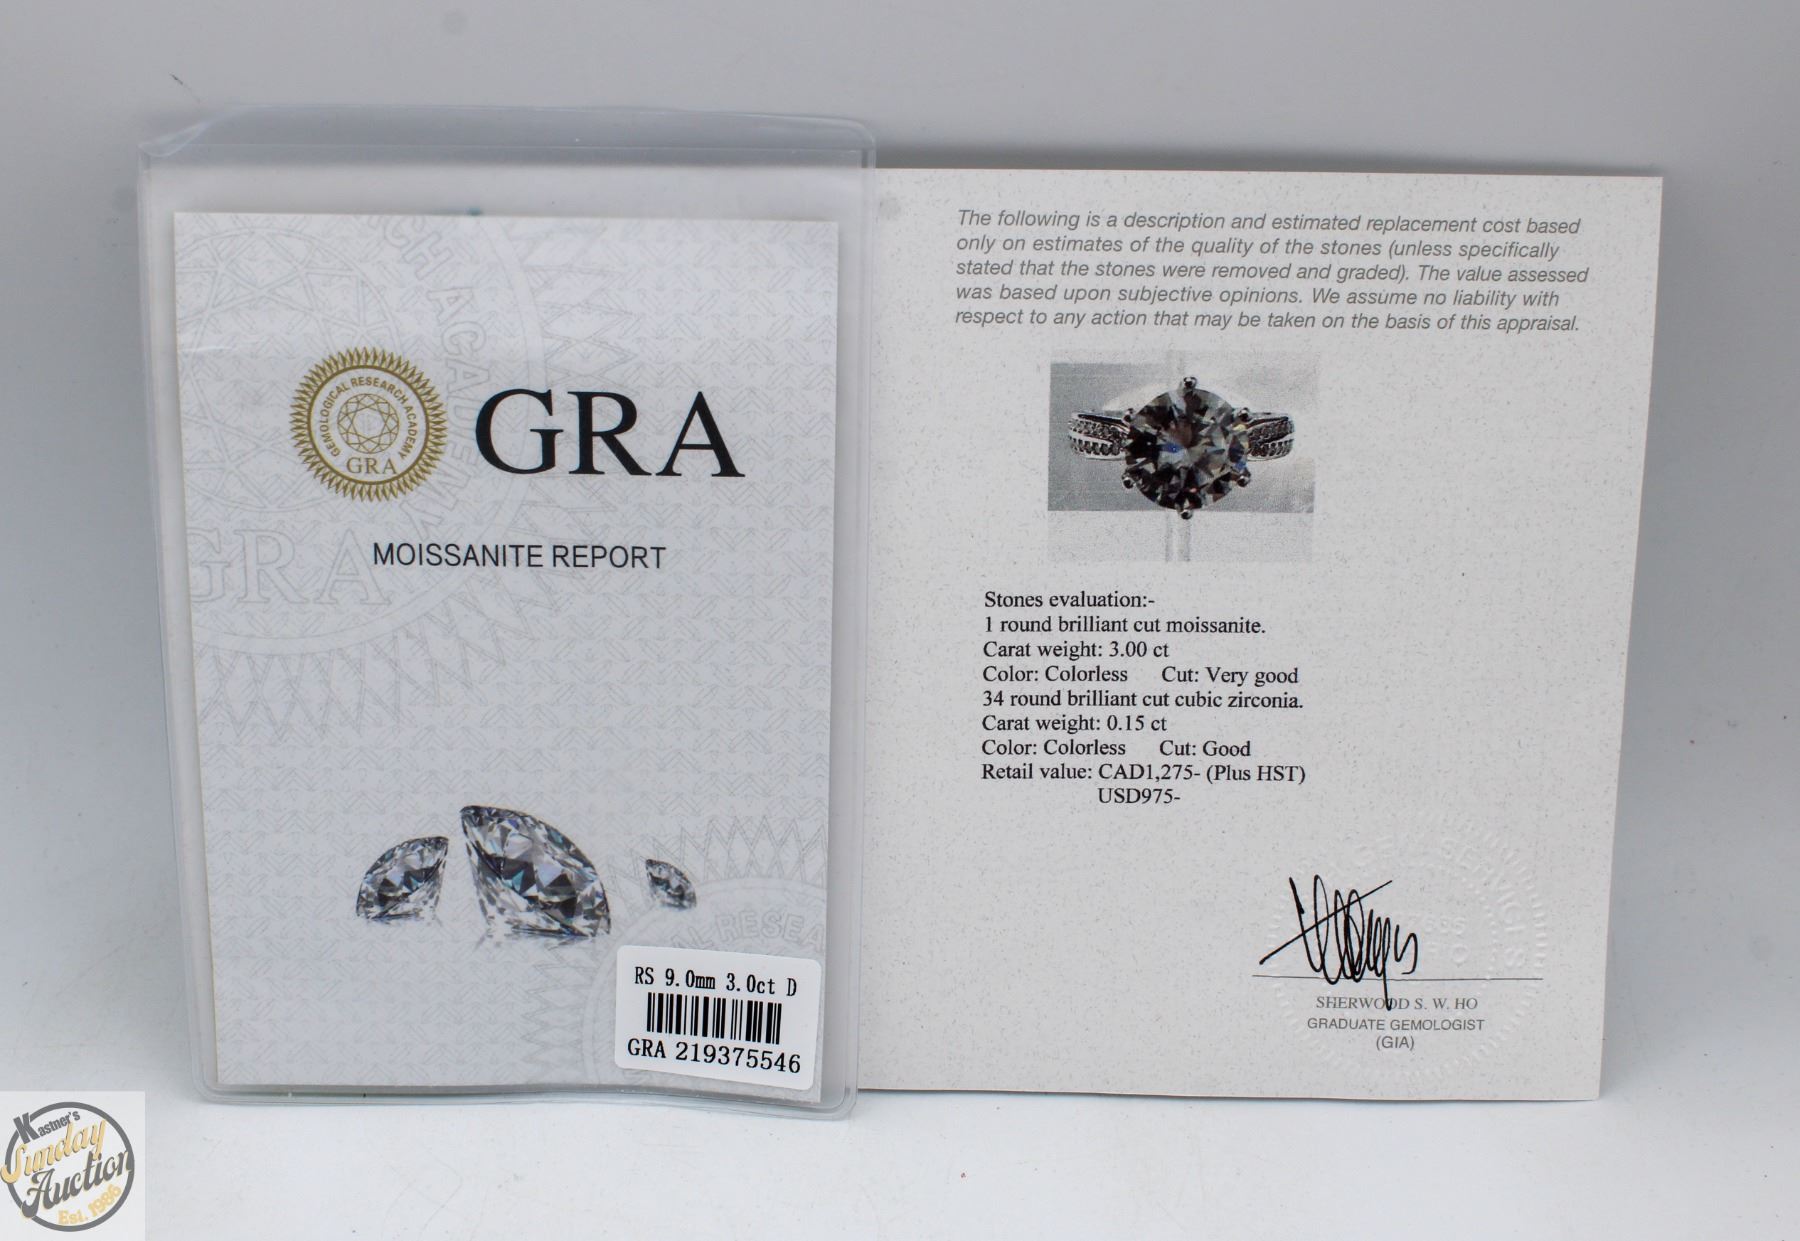 GEMOLOGICAL RESEARCH ACADEMY
GRA
GRA
MOISSANITE REPORT
GRA
RS 9.0mm 3.0ct D
GRA 219375546
The following is a description and estimated replacement cost based
only on estimates of the quality of the stones (unless specifically
stated that the stones were removed and graded). The value assessed
was based upon subjective opinions. We assume no liability with
respect to any action that may be taken on the basis of this appraisal.
Stones evaluation:-
1 round brilliant cut moissanite.
Carat weight: 3.00 ct
Color: Colorless Cut: Very good
34 round brilliant cut cubic zirconia.
Carat weight: 0.15 ct
Color: Colorless Cut: Good
Retail value: CAD1,275- (Plus HST)
USD975-
SHERWOOD S. W. HO
GRADUATE GEMOLOGIST
(GIA)
Kastner's
Sunday
Auction
Est. 1986